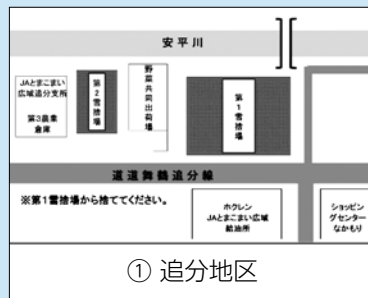 安平川
JAとまこまい
広域追分支所
第3農業
倉庫
第2雪捨場
野菜共同出荷場
第1雪捨場
道道舞鶴追分線
※第1雪捨場から捨ててください。
ホクレン
JAとまこまい広域
給油所
ショッピン
グセンター
なかもり
① 追分地区